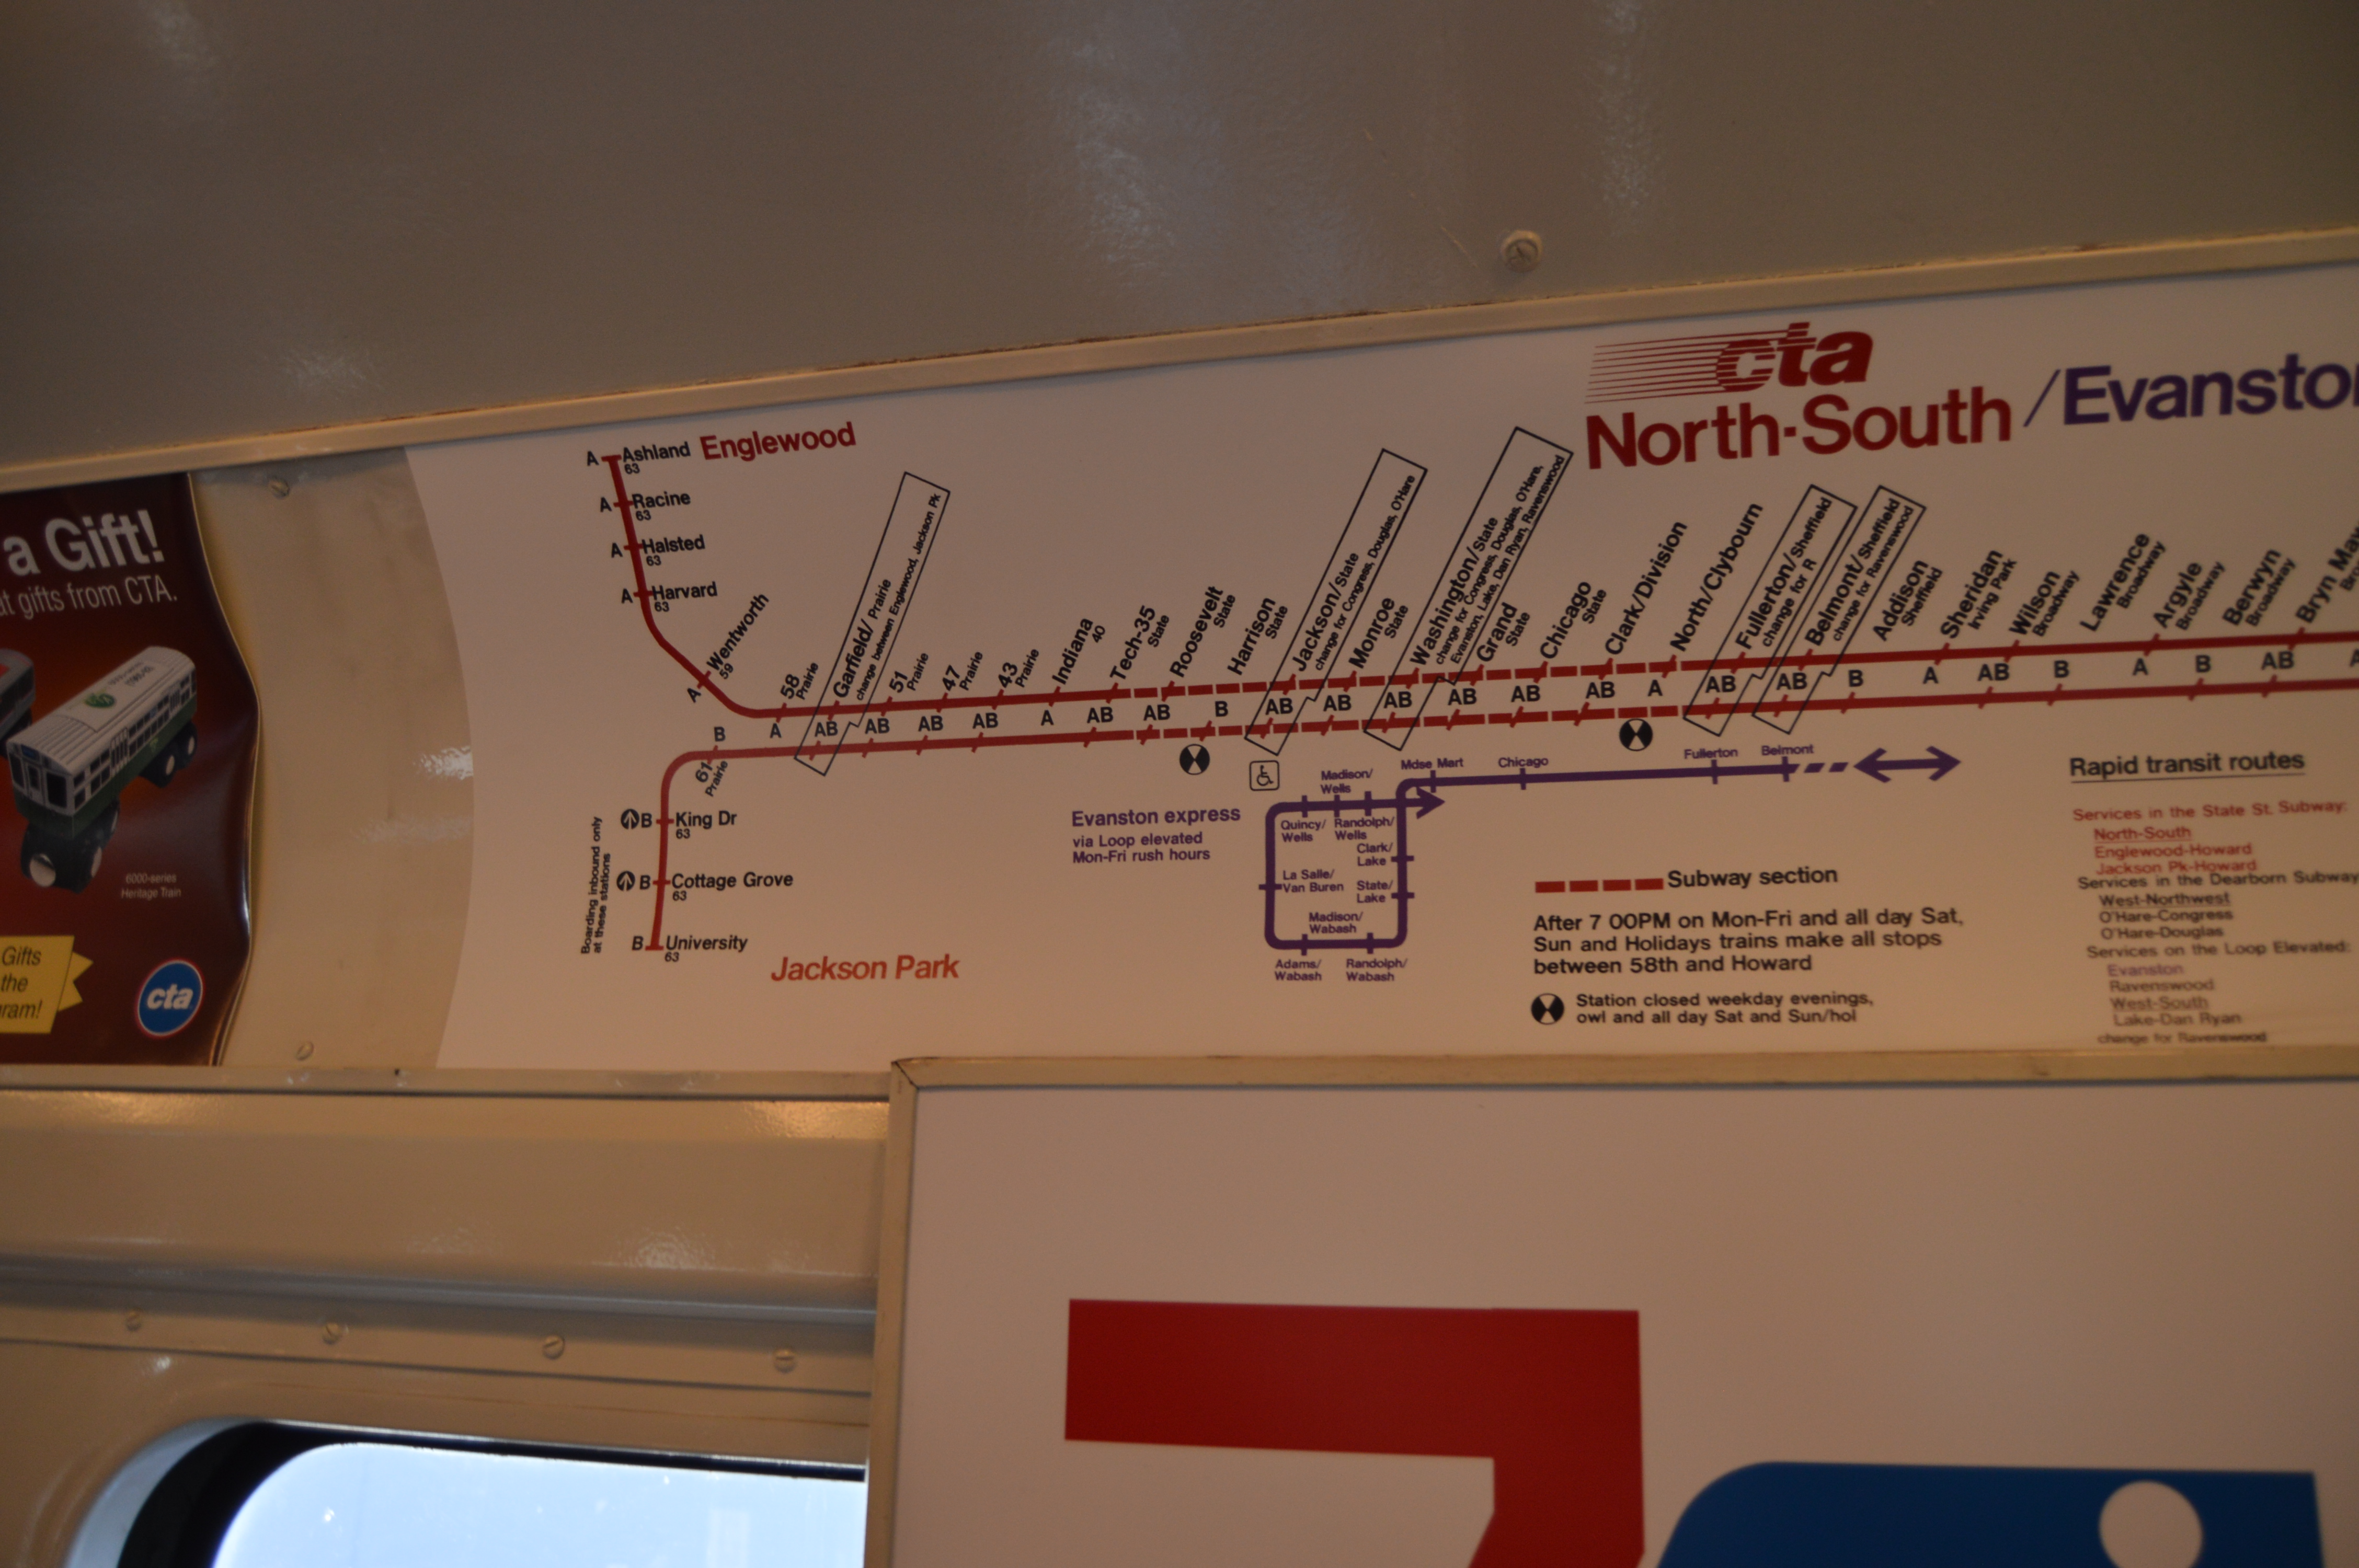 a Gift!
at gifts from CTA.
6000-series
Heritage Train
Gifts
the
ram!
cta
cta
North-South/Evanston
Englewood
A Ashland
63
A Racine
63
A Halsted
63
A Harvard
63
A Wentworth
59
58
Prairie
Garfield/Prairie
change between Englewood, Jackson Pk
51
Prairie
47
Prairie
43
Prairie
Indiana
40
Tech-35
State
Roosevelt
State
Harrison
State
Jackson/State
change for Congress, Douglas, O'Hare
Monroe
State
Washington/State
change for Congress, Douglas, O'Hare,
Evanston, Lake, Dan Ryan, Ravenswood
Grand
State
Chicago
State
Clark/Division
North/Clybourn
Fullerton/Sheffield
change for R
Belmont/Sheffield
change for Ravenswood
Addison
Sheffield
Sheridan
Irving Park
Wilson
Broadway
Lawrence
Broadway
Argyle
Broadway
Berwyn
Broadway
Bryn Maw
B A AB AB AB AB A AB AB B AB AB AB AB AB AB A AB AB B A AB B A B AB A
61
Prairie
B King Dr
63
B Cottage Grove
63
B University
63
Boarding inbound only
at these stations
Jackson Park
Evanston express
via Loop elevated
Mon-Fri rush hours
Madison/
Wells
Quincy/
Wells
Randolph/
Wells
Clark/
Lake
La Salle/
Van Buren
State/
Lake
Madison/
Wabash
Adams/
Wabash
Randolph/
Wabash
Mdse Mart
Chicago
Fullerton
Belmont
Subway section
After 7 00PM on Mon-Fri and all day Sat,
Sun and Holidays trains make all stops
between 58th and Howard
Station closed weekday evenings,
owl and all day Sat and Sun/hol
Rapid transit routes
Services in the State St. Subway:
North-South
Englewood-Howard
Jackson Pk-Howard
Services in the Dearborn Subway
West-Northwest
O'Hare-Congress
O'Hare-Douglas
Services on the Loop Elevated:
Evanston
Ravenswood
West-South
Lake-Dan Ryan
change for Ravenswood